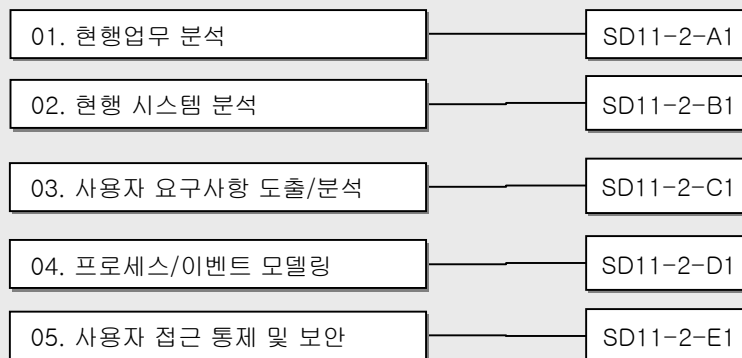 01. 현행업무 분석 SD11-2-A1
02. 현행 시스템 분석 SD11-2-B1
03. 사용자 요구사항 도출/분석 SD11-2-C1
04. 프로세스/이벤트 모델링 SD11-2-D1
05. 사용자 접근 통제 및 보안 SD11-2-E1